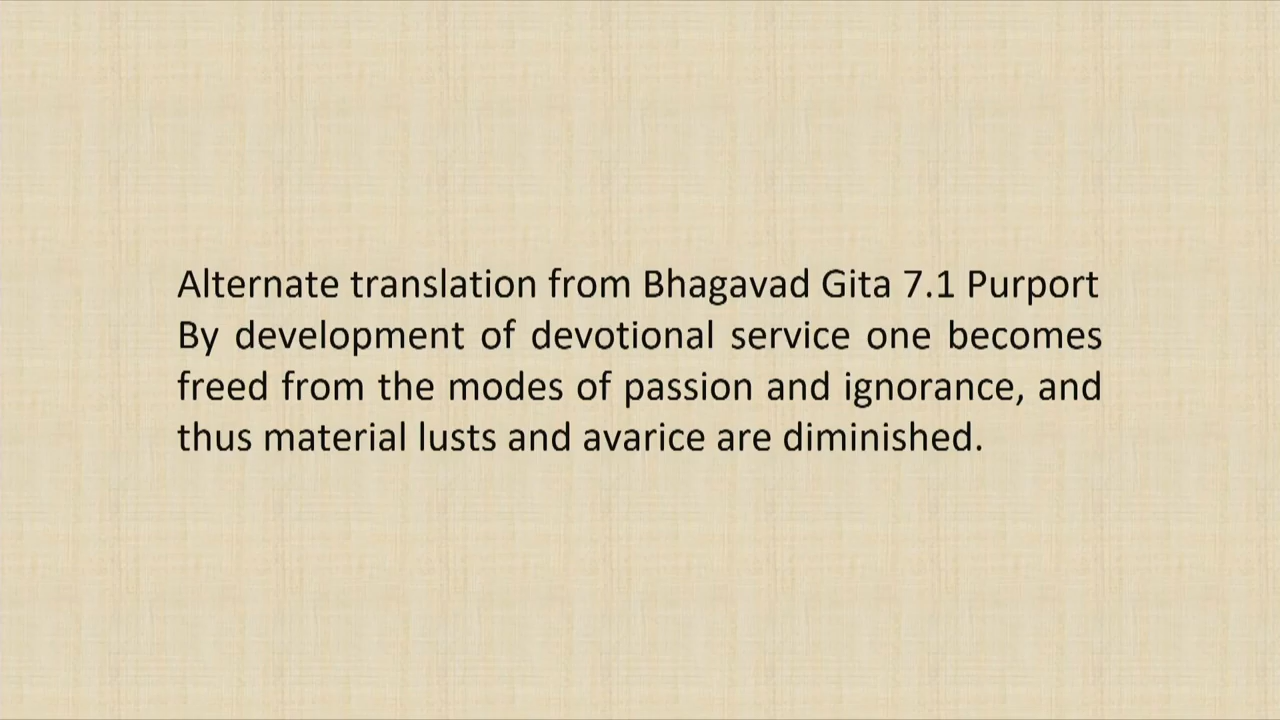 Alternate translation from Bhagavad Gita 7.1 Purport
By development of devotional service one becomes
freed from the modes of passion and ignorance, and
thus material lusts and avarice are diminished.